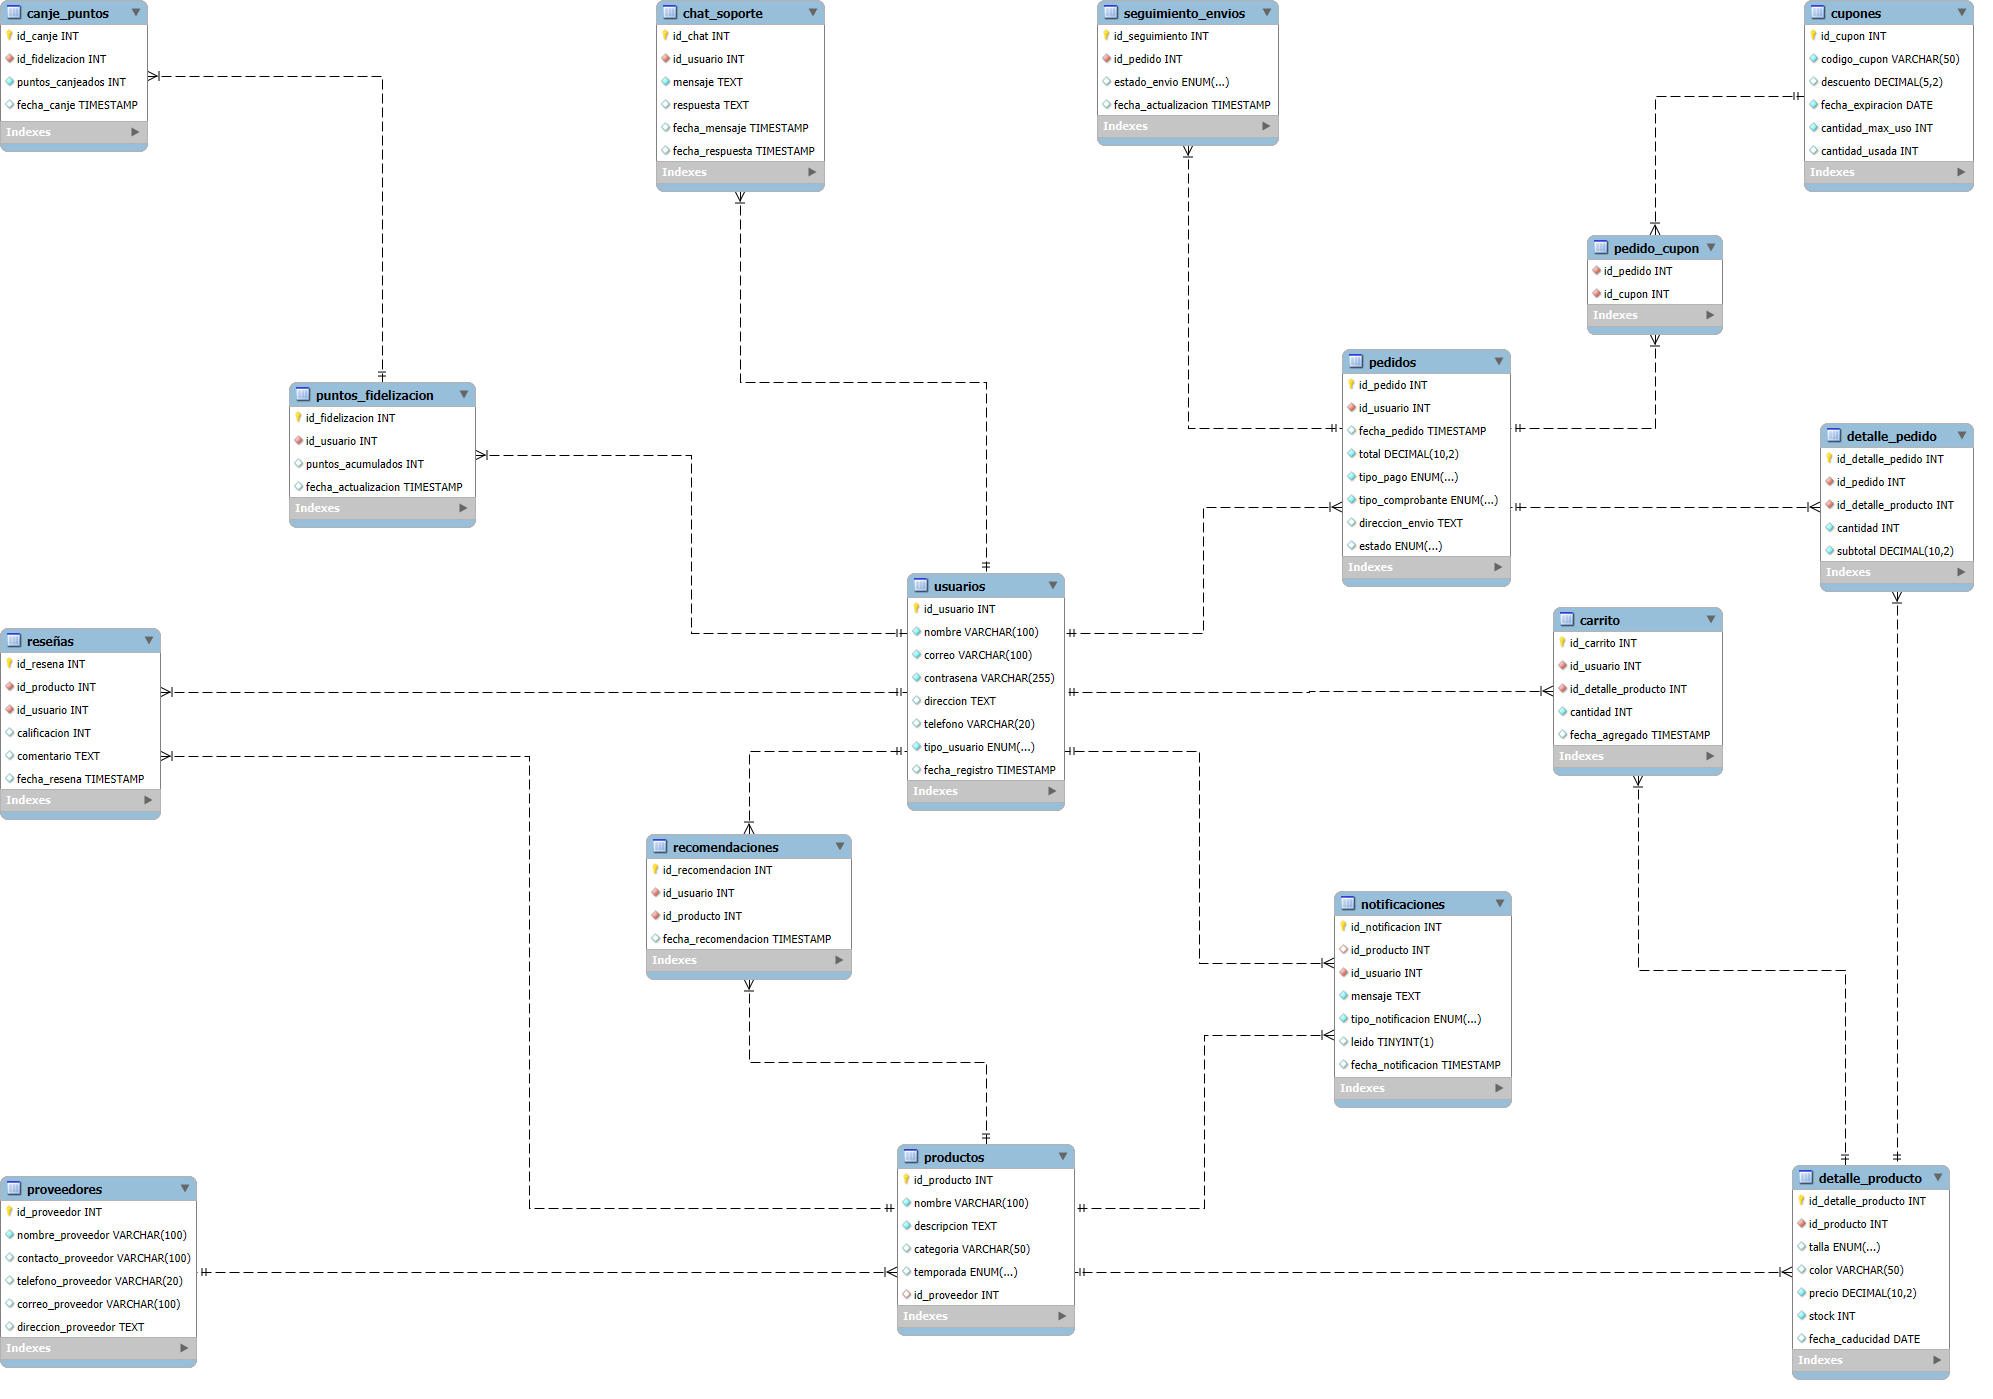 canje_puntos
id_canje INT
id_fidelizacion INT
puntos_canjeados INT
fecha_canje TIMESTAMP
Indexes
chat_soporte
id_chat INT
id_usuario INT
mensaje TEXT
respuesta TEXT
fecha_mensaje TIMESTAMP
fecha_respuesta TIMESTAMP
Indexes
seguimiento_envios
id_seguimiento INT
id_pedido INT
estado_envio ENUM(...)
fecha_actualizacion TIMESTAMP
Indexes
cupones
id_cupon INT
codigo_cupon VARCHAR(50)
descuento DECIMAL(5,2)
fecha_expiracion DATE
cantidad_max_uso INT
cantidad_usada INT
Indexes
pedido_cupon
id_pedido INT
id_cupon INT
Indexes
puntos_fidelizacion
id_fidelizacion INT
id_usuario INT
puntos_acumulados INT
fecha_actualizacion TIMESTAMP
Indexes
pedidos
id_pedido INT
id_usuario INT
fecha_pedido TIMESTAMP
total DECIMAL(10,2)
tipo_pago ENUM(...)
tipo_comprobante ENUM(...)
direccion_envio TEXT
estado ENUM(...)
Indexes
detalle_pedido
id_detalle_pedido INT
id_pedido INT
id_detalle_producto INT
cantidad INT
subtotal DECIMAL(10,2)
Indexes
usuarios
id_usuario INT
nombre VARCHAR(100)
correo VARCHAR(100)
contrasena VARCHAR(255)
direccion TEXT
telefono VARCHAR(20)
tipo_usuario ENUM(...)
fecha_registro TIMESTAMP
Indexes
reseñas
id_resena INT
id_producto INT
id_usuario INT
calificacion INT
comentario TEXT
fecha_resena TIMESTAMP
Indexes
carrito
id_carrito INT
id_usuario INT
id_detalle_producto INT
cantidad INT
fecha_agregado TIMESTAMP
Indexes
recomendaciones
id_recomendacion INT
id_usuario INT
id_producto INT
fecha_recomendacion TIMESTAMP
Indexes
notificaciones
id_notificacion INT
id_producto INT
id_usuario INT
mensaje TEXT
tipo_notificacion ENUM(...)
leido TINYINT(1)
fecha_notificacion TIMESTAMP
Indexes
proveedores
id_proveedor INT
nombre_proveedor VARCHAR(100)
contacto_proveedor VARCHAR(100)
telefono_proveedor VARCHAR(20)
correo_proveedor VARCHAR(100)
direccion_proveedor TEXT
Indexes
productos
id_producto INT
nombre VARCHAR(100)
descripcion TEXT
categoria VARCHAR(50)
temporada ENUM(...)
id_proveedor INT
Indexes
detalle_producto
id_detalle_producto INT
id_producto INT
talla ENUM(...)
color VARCHAR(50)
precio DECIMAL(10,2)
stock INT
fecha_caducidad DATE
Indexes